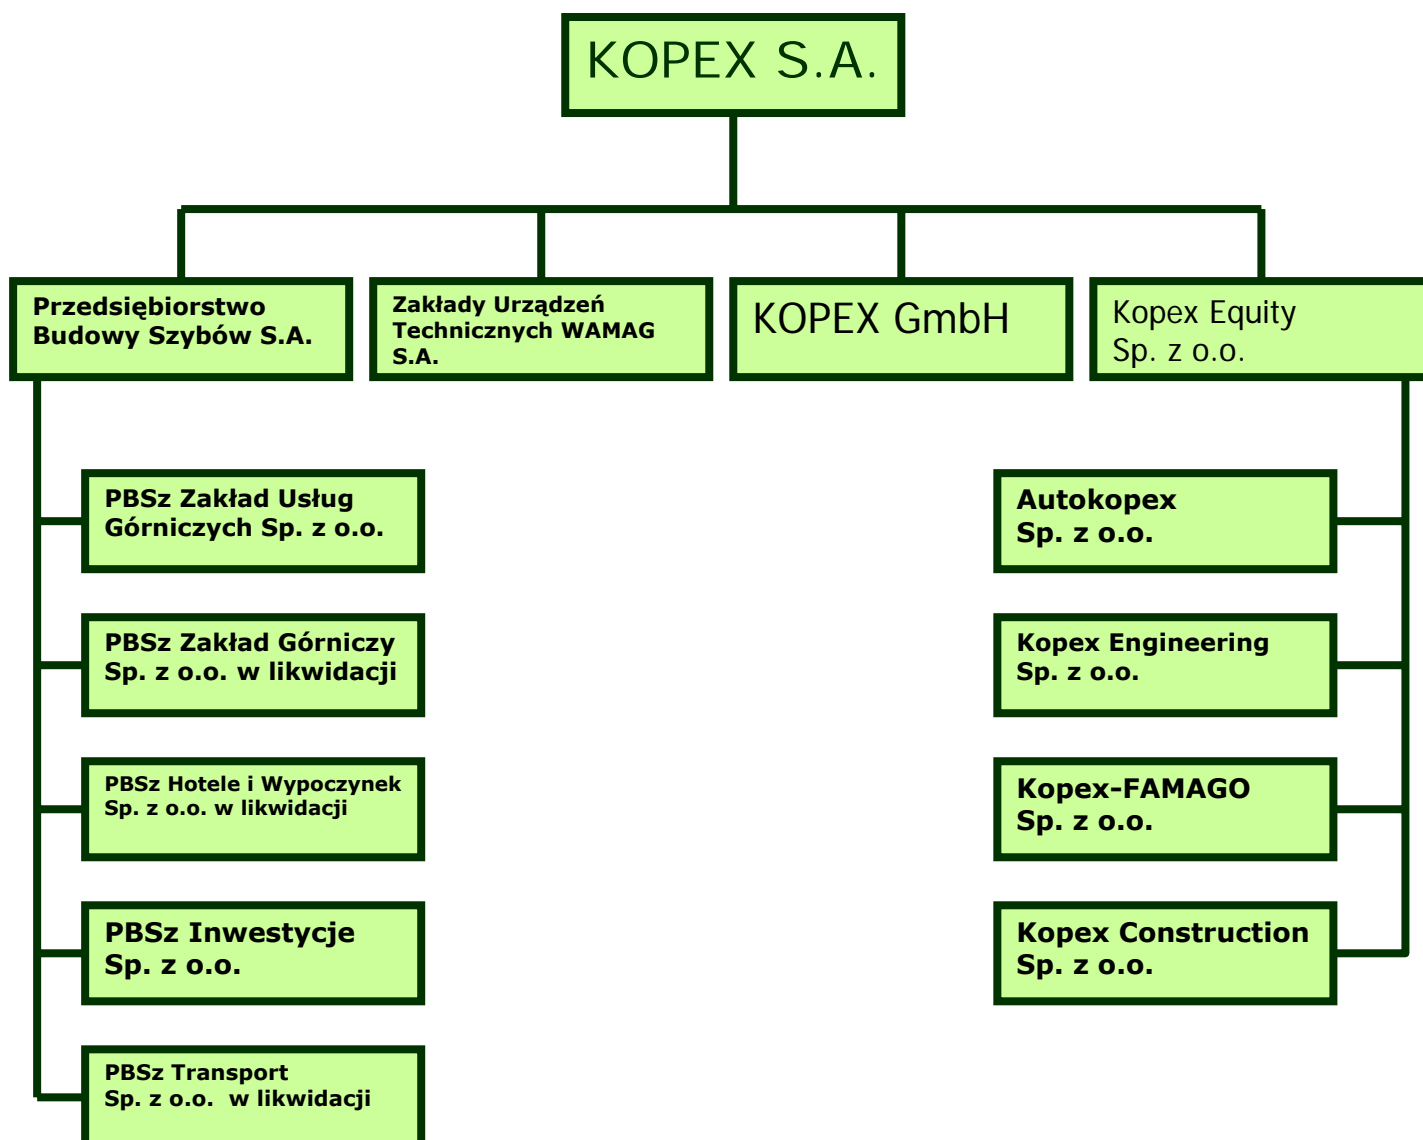 KOPEX S.A.
Przedsiębiorstwo
Budowy Szybów S.A.
Zakłady Urządzeń
Technicznych WAMAG
S.A.
KOPEX GmbH
Kopex Equity
Sp. z o.o.
PBSz Zakład Usług
Górniczych Sp. z o.o.
PBSz Zakład Górniczy
Sp. z o.o. w likwidacji
PBSz Hotele i Wypoczynek
Sp. z o.o. w likwidacji
PBSz Inwestycje
Sp. z o.o.
PBSz Transport
Sp. z o.o.  w likwidacji
Autokopex
Sp. z o.o.
Kopex Engineering
Sp. z o.o.
Kopex-FAMAGO
Sp. z o.o.
Kopex Construction
Sp. z o.o.